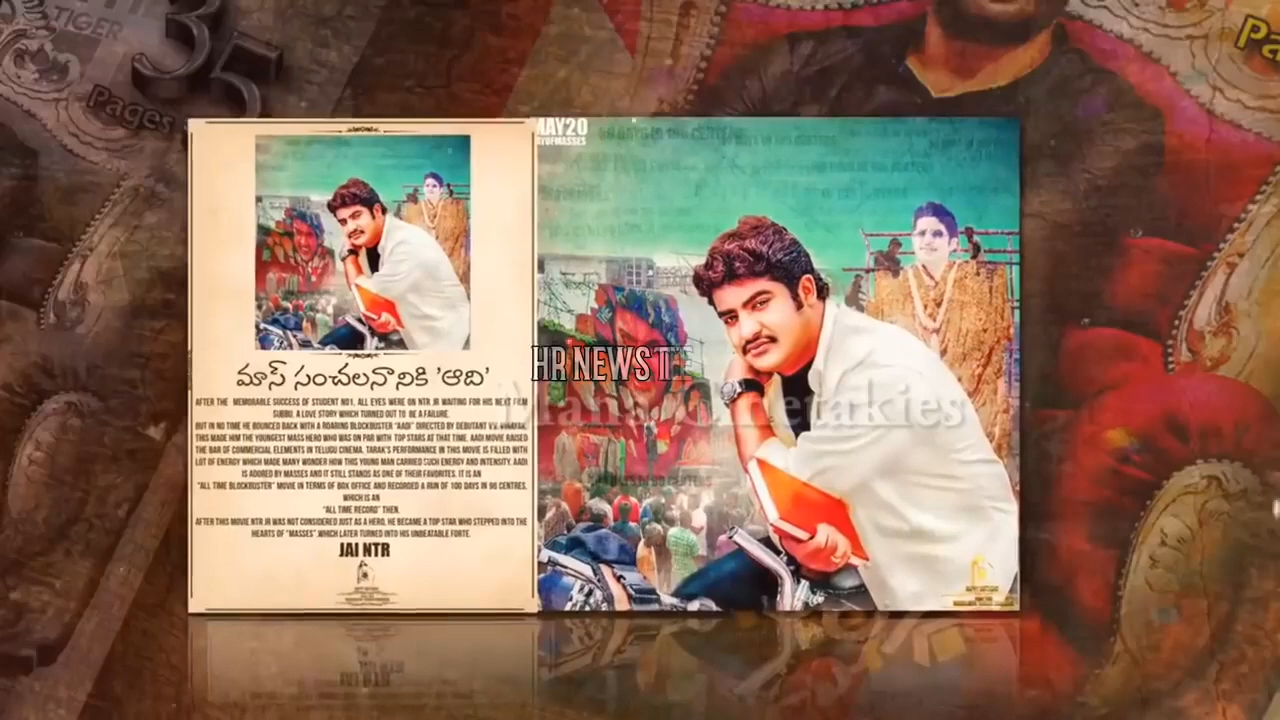 TIGER
35
Pages
Pa
MAY20
మాస్ సంచలనానికి 'ఆది'
AFTER THE MEMORABLE SUCCESS OF STUDENT NO1, ALL EYES WERE ON NTR JR WAITING FOR HIS NEXT FILM
SUBBU. A LOVE STORY WHICH TURNED OUT TO BE A FAILURE.
BUT IN NO TIME HE BOUNCED BACK WITH A ROARING BLOCKBUSTER "AADI" DIRECTED BY DEBUTANT VV.VINAYAK.
THIS MADE HIM THE YOUNGEST MASS HERO WHO WAS ON PAR WITH TOP STARS AT THAT TIME. AADI MOVIE RAISED
THE BAR OF COMMERCIAL ELEMENTS IN TELUGU CINEMA. TARAK'S PERFORMANCE IN THIS MOVIE IS FILLED WITH
LOT OF ENERGY WHICH MADE MANY WONDER HOW THIS YOUNG MAN CARRIED SUCH ENERGY AND INTENSITY. AADI
IS ADORED BY MASSES AND IT STILL STANDS AS ONE OF THEIR FAVORITES. IT IS AN
"ALL TIME BLOCKBUSTER" MOVIE IN TERMS OF BOX OFFICE AND RECORDED A RUN OF 100 DAYS IN 96 CENTRES,
WHICH IS AN
"ALL TIME RECORD" THEN.
AFTER THIS MOVIE NTR JR WAS NOT CONSIDERED JUST AS A HERO, HE BECAME A TOP STAR WHO STEPPED INTO THE
HEARTS OF "MASSES".WHICH LATER TURNED INTO HIS UNBEATABLE FORTE.
JAI NTR
HR NEWS TE